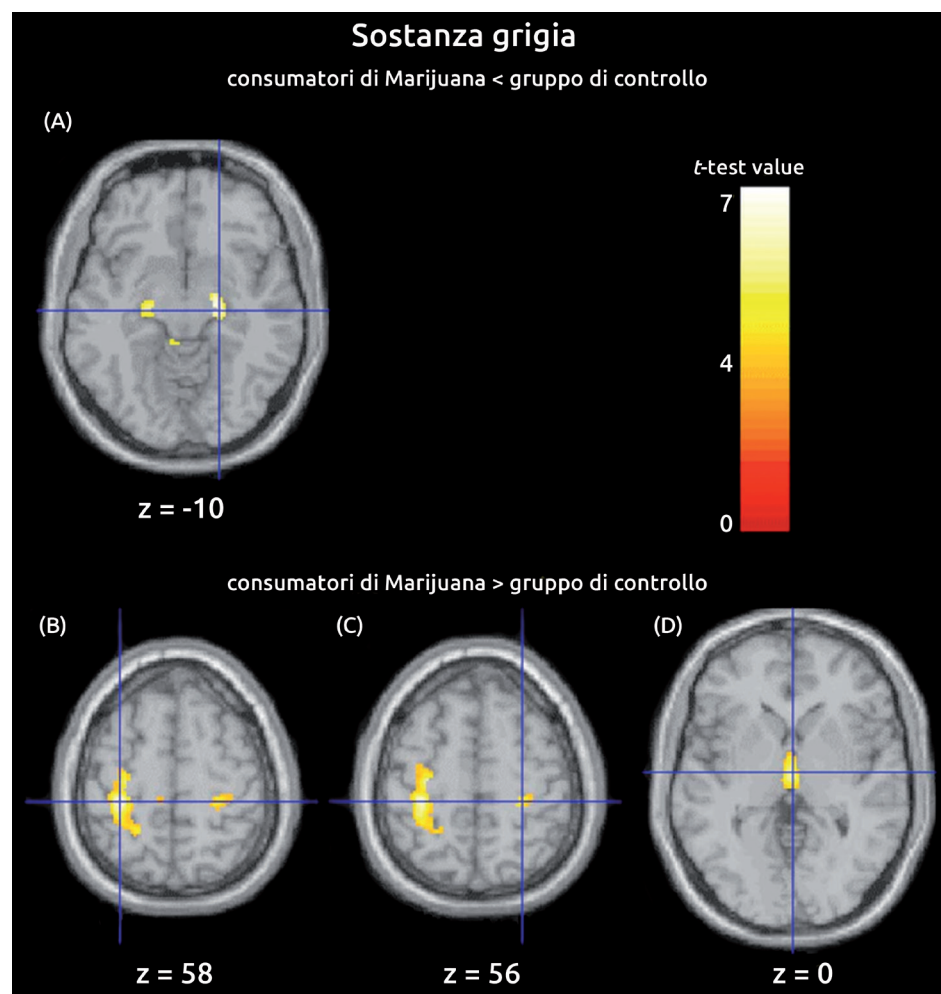 Sostanza grigia
consumatori di Marijuana < gruppo di controllo
(A)
t-test value
7
4
0
z = -10
consumatori di Marijuana > gruppo di controllo
(B)
(C)
(D)
z = 58
z = 56
z = 0